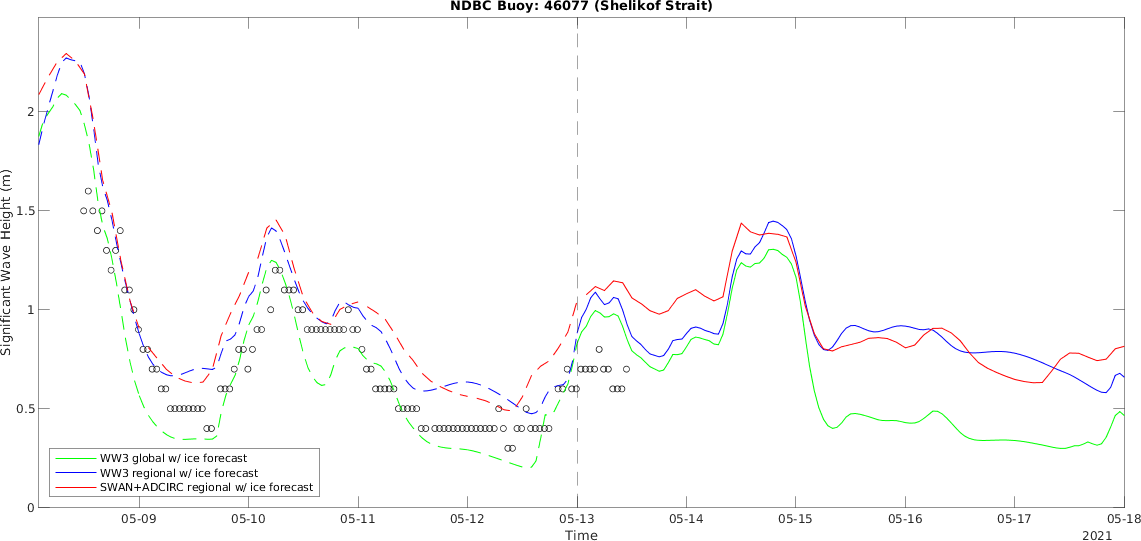 NDBC Buoy: 46077 (Shelikof Strait)
Significant Wave Height (m)
2
1.5
1
0.5
0
WW3 global w/ ice forecast
WW3 regional w/ ice forecast
SWAN+ADCIRC regional w/ ice forecast
05-09 05-10 05-11 05-12 05-13 05-14 05-15 05-16 05-17 05-18
Time
2021